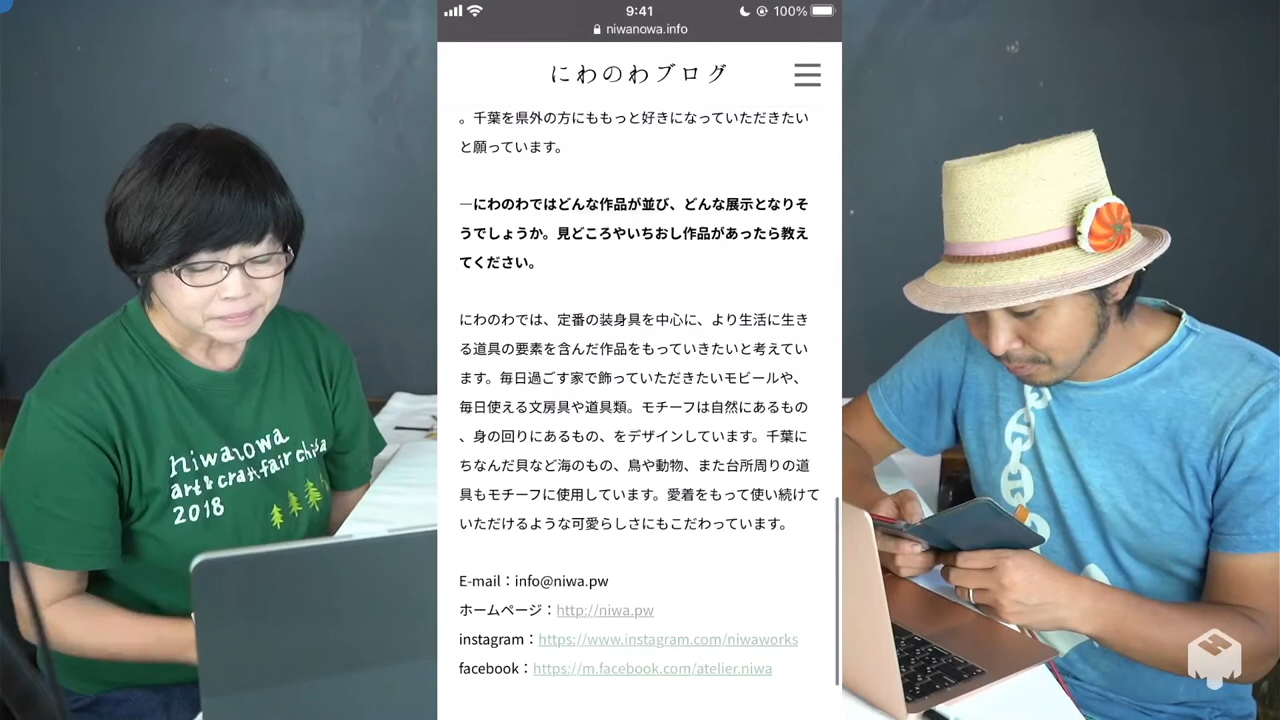 9:41
100%
niwanowa.info
にわのわブログ
。千葉を県外の方にももっと好きになっていただきたい
と願っています。
—にわのわではどんな作品が並び、どんな展示となりそ
うでしょうか。見どころやいちおし作品があったら教え
てください。
にわのわでは、定番の装身具を中心に、より生活に生き
る道具の要素を含んだ作品をもっていきたいと考えてい
ます。毎日過ごす家で飾っていただきたいモビールや、
毎日使える文房具や道具類。モチーフは自然にあるもの
、身の回りにあるもの、をデザインしています。千葉に
ちなんだ貝など海のもの、鳥や動物、また台所周りの道
具もモチーフに使用しています。愛着をもって使い続けて
いただけるような可愛らしさにもこだわっています。
E-mail：info@niwa.pw
ホームページ：http://niwa.pw
instagram：https://www.instagram.com/niwaworks
facebook：https://m.facebook.com/atelier.niwa
niwanowa
art & craft fair chiba
2018